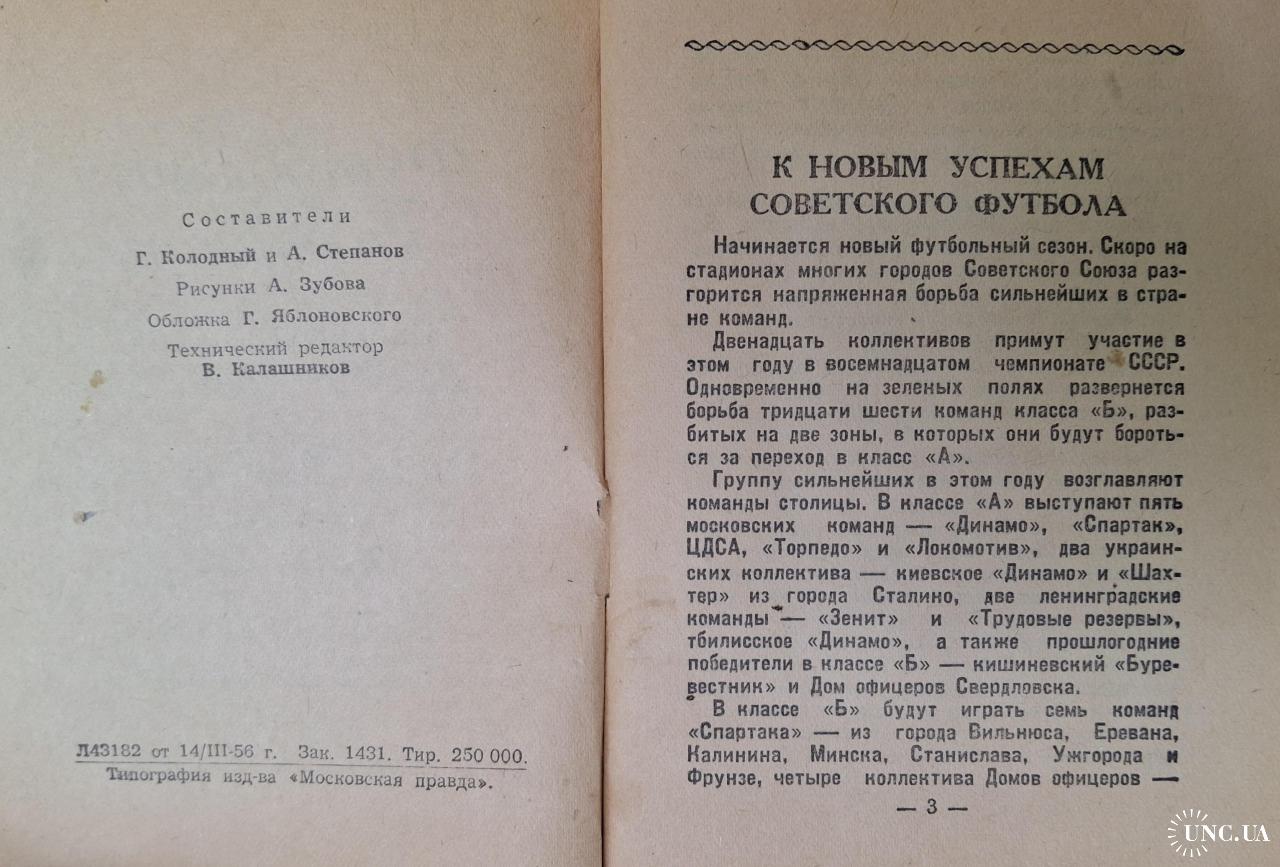 Составители
Г. Колодный и А. Степанов
Рисунки А. Зубова
Обложка Г. Яблоновского
Технический редактор
В. Калашников
Л43182 от 14/III-56 г. Зак. 1431. Тир. 250 000.
Типография изд-ва «Московская правда».
К НОВЫМ УСПЕХАМ
СОВЕТСКОГО ФУТБОЛА
Начинается новый футбольный сезон. Скоро на
стадионах многих городов Советского Союза раз-
горится напряженная борьба сильнейших в стра-
не команд.
Двенадцать коллективов примут участие в
этом году в восемнадцатом чемпионате СССР.
Одновременно на зеленых полях развернется
борьба тридцати шести команд класса «Б», раз-
битых на две зоны, в которых они будут бороть-
ся за переход в класс «А».
Группу сильнейших в этом году возглавляют
команды столицы. В классе «А» выступают пять
московских команд — «Динамо», «Спартак»,
ЦДСА, «Торпедо» и «Локомотив», два украин-
ских коллектива — киевское «Динамо» и «Шах-
тер» из города Сталино, две ленинградские
команды — «Зенит» и «Трудовые резервы»,
тбилисское «Динамо», а также прошлогодние
победители в классе «Б» — кишиневский «Буре-
вестник» и Дом офицеров Свердловска.
В классе «Б» будут играть семь команд
«Спартака» — из города Вильнюса, Еревана,
Калинина, Минска, Станислава, Ужгорода и
Фрунзе, четыре коллектива Домов офицеров —
— 3 —
UNC.UA